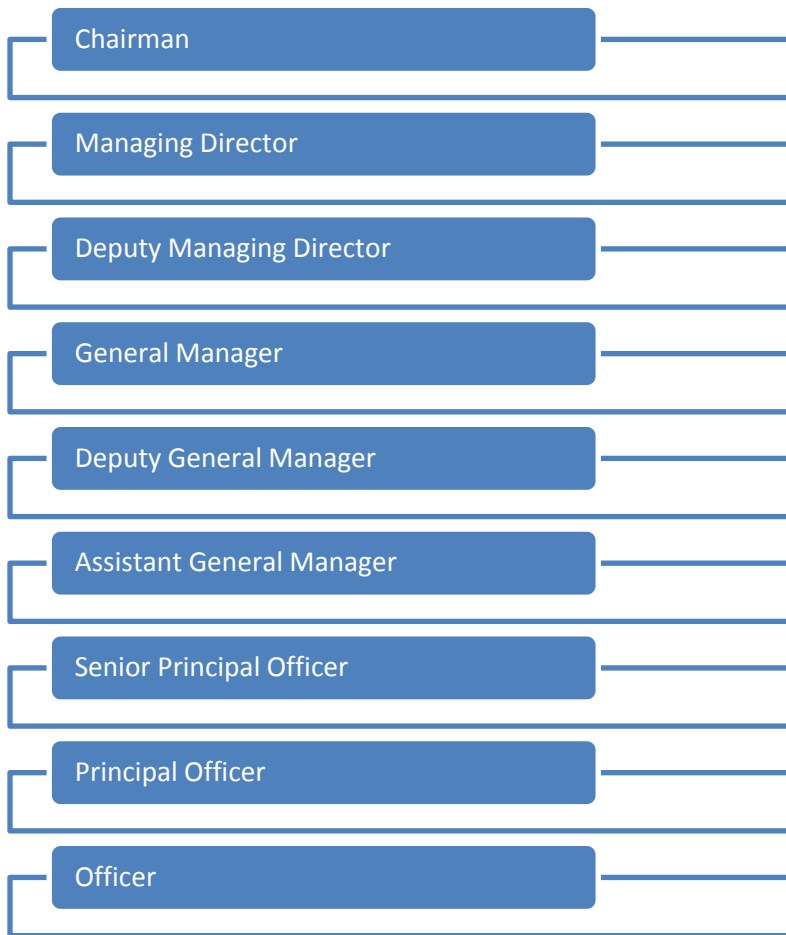 Chairman
Managing Director
Deputy Managing Director
General Manager
Deputy General Manager
Assistant General Manager
Senior Principal Officer
Principal Officer
Officer